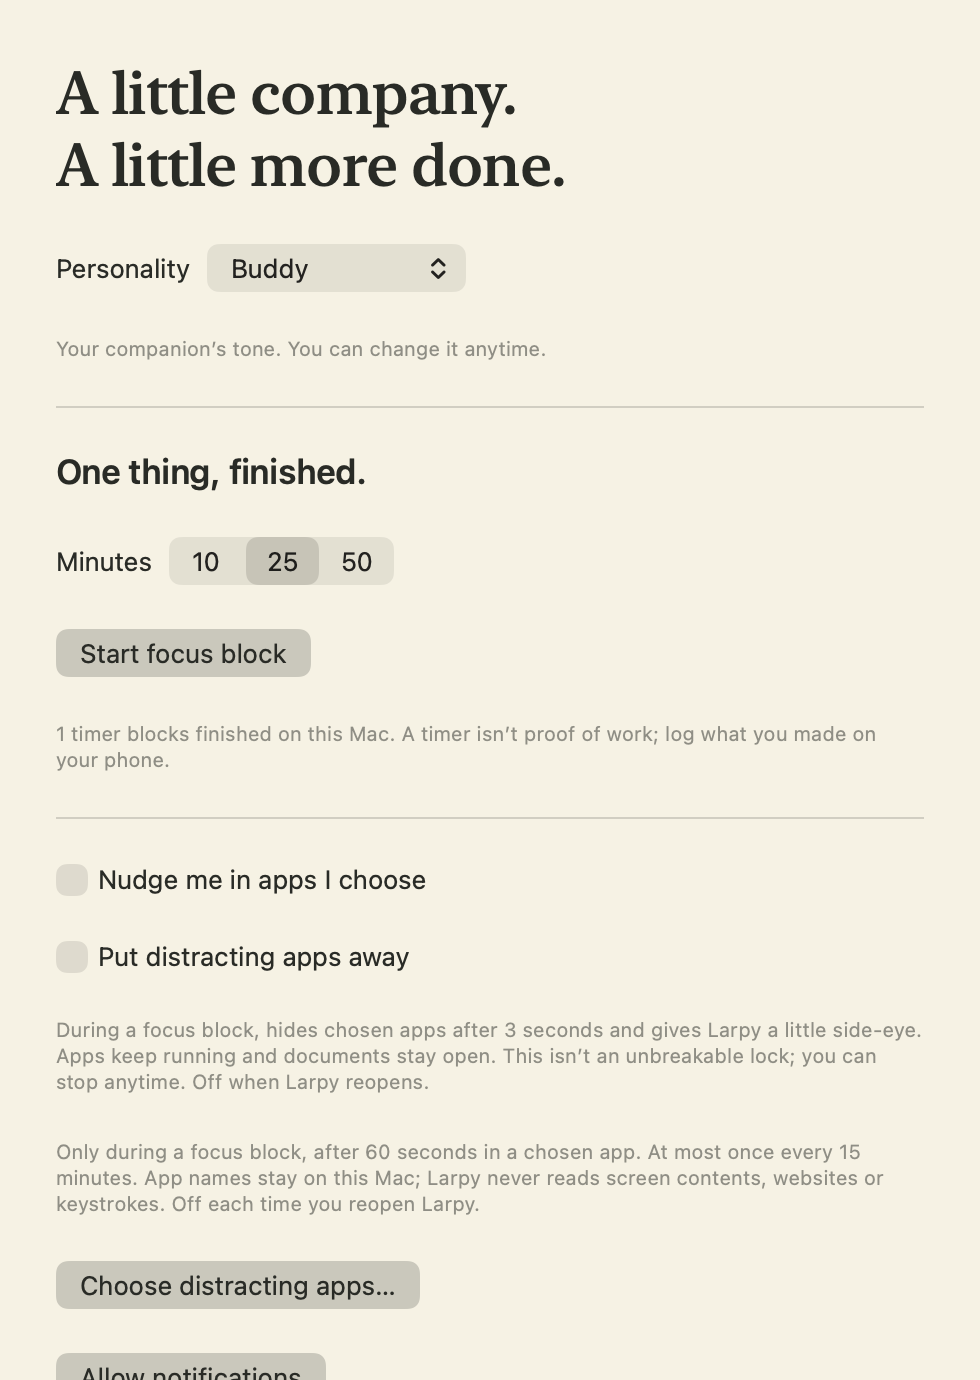 A little company.
A little more done.
Personality Buddy
Your companion’s tone. You can change it anytime.
One thing, finished.
Minutes 10 25 50
Start focus block
1 timer blocks finished on this Mac. A timer isn’t proof of work; log what you made on
your phone.
Nudge me in apps I choose
Put distracting apps away
During a focus block, hides chosen apps after 3 seconds and gives Larpy a little side-eye.
Apps keep running and documents stay open. This isn’t an unbreakable lock; you can
stop anytime. Off when Larpy reopens.
Only during a focus block, after 60 seconds in a chosen app. At most once every 15
minutes. App names stay on this Mac; Larpy never reads screen contents, websites or
keystrokes. Off each time you reopen Larpy.
Choose distracting apps…
Allow notifications